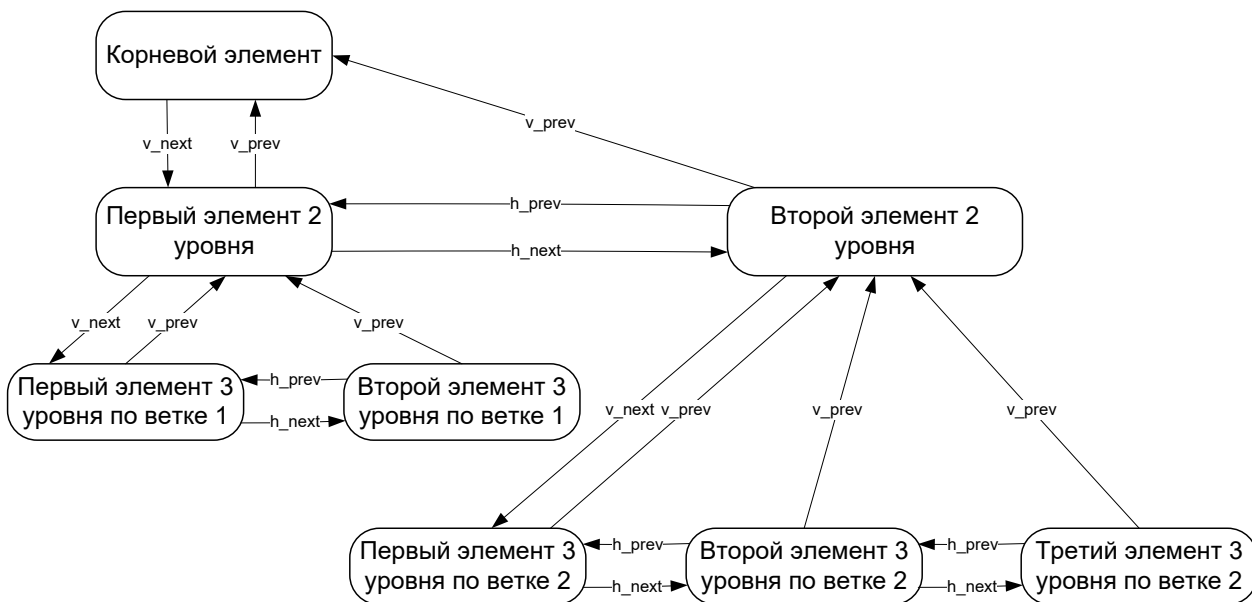 Корневой элемент
v_prev
v_next
v_prev
Первый элемент 2
уровня
h_prev
h_next
Второй элемент 2
уровня
v_next
v_prev
v_prev
Первый элемент 3
уровня по ветке 1
h_prev
h_next
Второй элемент 3
уровня по ветке 1
v_next
v_prev
v_prev
v_prev
Первый элемент 3
уровня по ветке 2
h_prev
h_next
Второй элемент 3
уровня по ветке 2
h_prev
h_next
Третий элемент 3
уровня по ветке 2